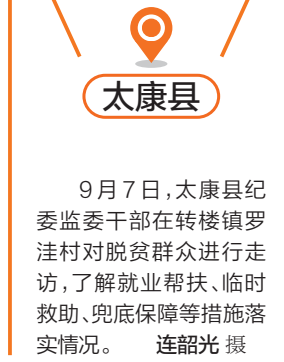 太康县
9月7日,太康县纪
委监委干部在转楼镇罗
洼村对脱贫群众进行走
访,了解就业帮扶、临时
救助、兜底保障等措施落
实情况。 连韶光 摄